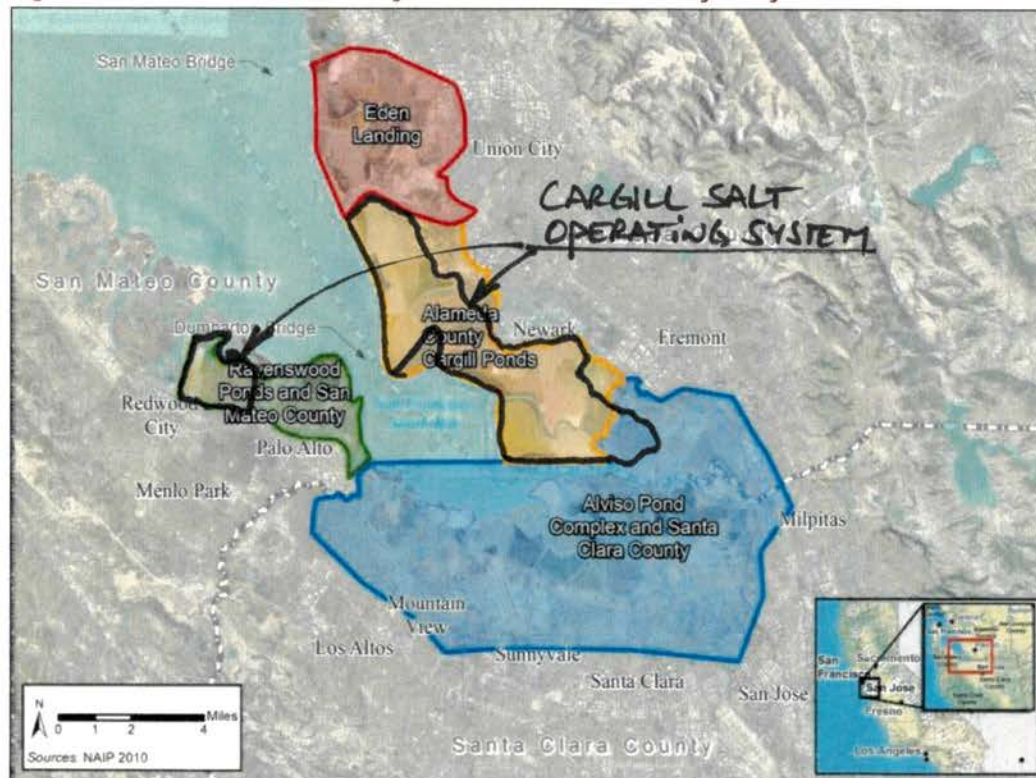 San Mateo Bridge
Eden
Landing
Union City
CARGILL SALT
OPERATING SYSTEM
San Mateo County
Dumbarton Bridge
Alameda
County
Cargill Ponds
Newark
Fremont
Ravenswood
Ponds and San
Mateo County
Redwood
City
Palo Alto
Menlo Park
Alviso Pond
Complex and Santa
Clara County
Milpitas
Mountain
View
Los Altos
Sunnyvale
Santa Clara
San Jose
Santa Clara County
N
0 1 2 4 Miles
Sources: NAIP 2010
San
Francisco
Sacramento
San Jose
Fresno
Los Angeles